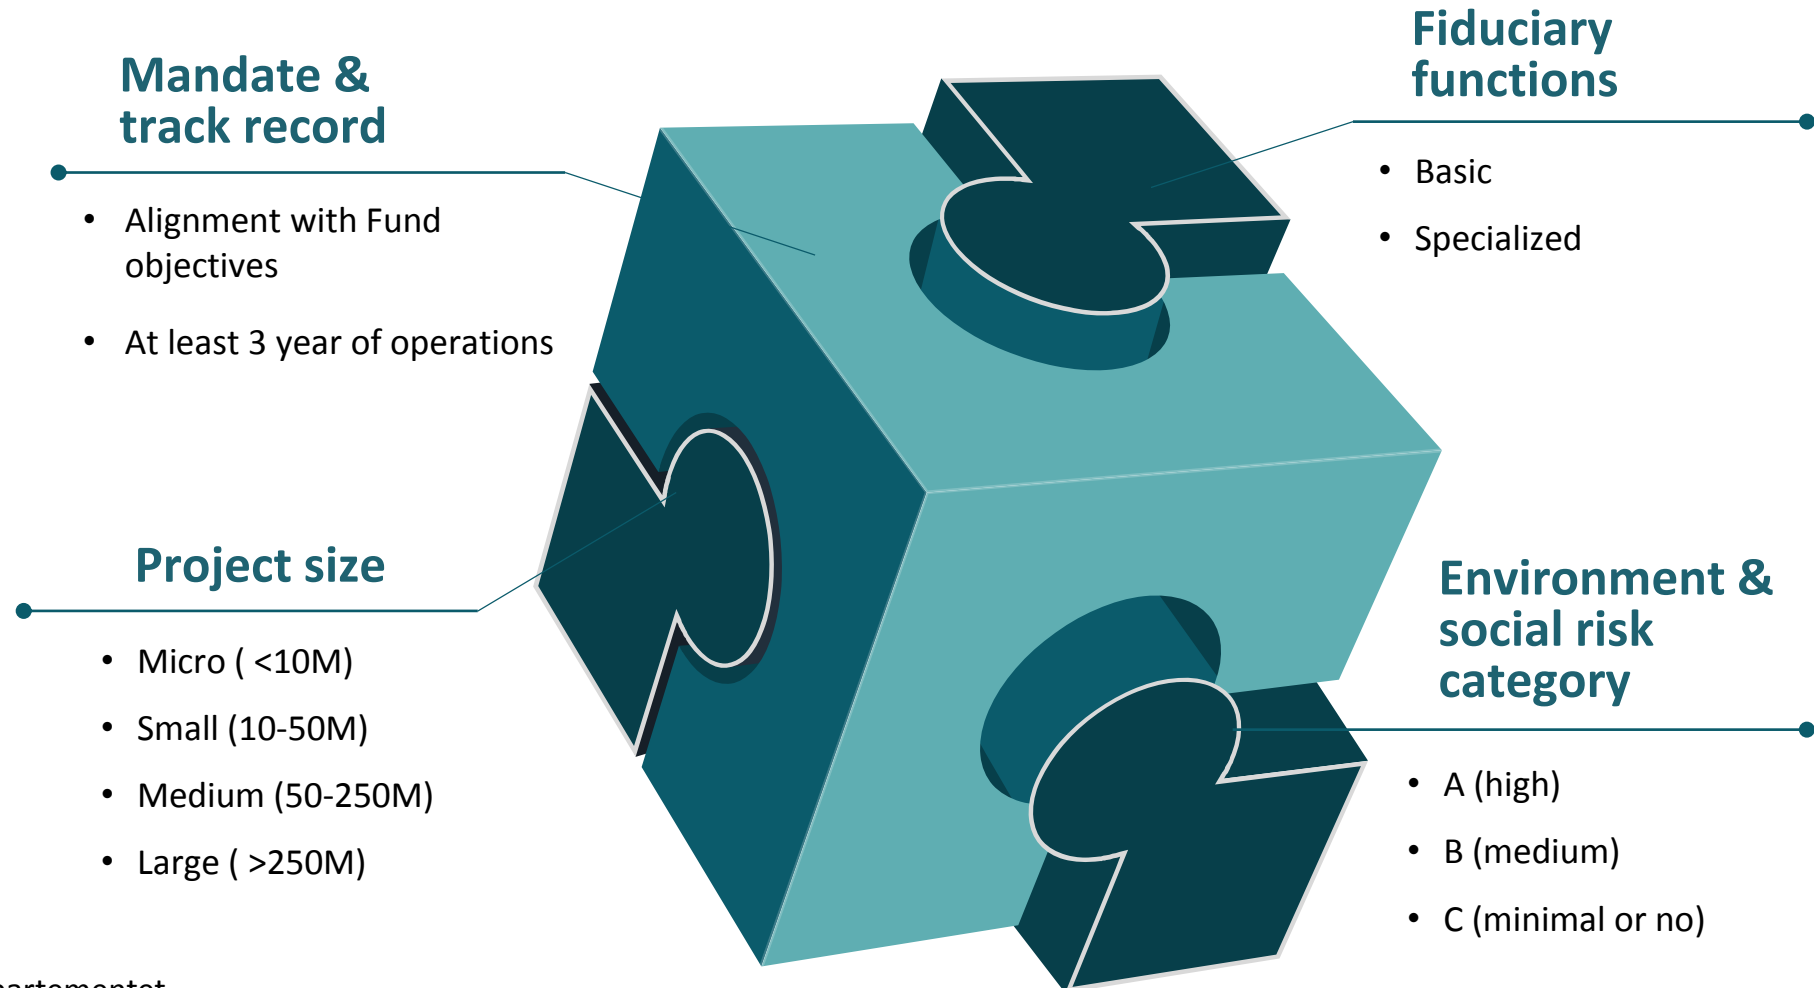 Mandate &
track record
• Alignment with Fund
objectives
• At least 3 year of operations
Fiduciary
functions
• Basic
• Specialized
Project size
• Micro ( <10M)
• Small (10-50M)
• Medium (50-250M)
• Large ( >250M)
Environment &
social risk
category
• A (high)
• B (medium)
• C (minimal or no)